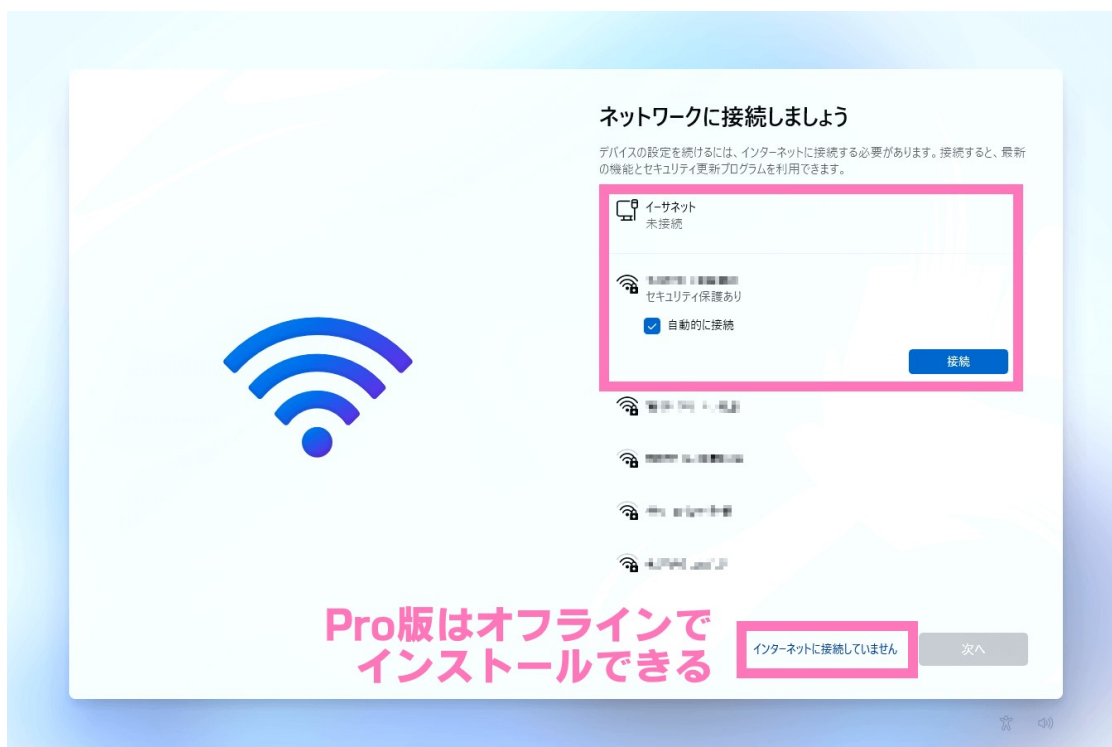 ネットワークに接続しましょう
デバイスの設定を続けるには、インターネットに接続する必要があります。接続すると、最新
の機能とセキュリティ更新プログラムを利用できます。
イーサネット
未接続
セキュリティ保護あり
自動的に接続
接続
Pro版はオフラインで
インストールできる
インターネットに接続していません
次へ